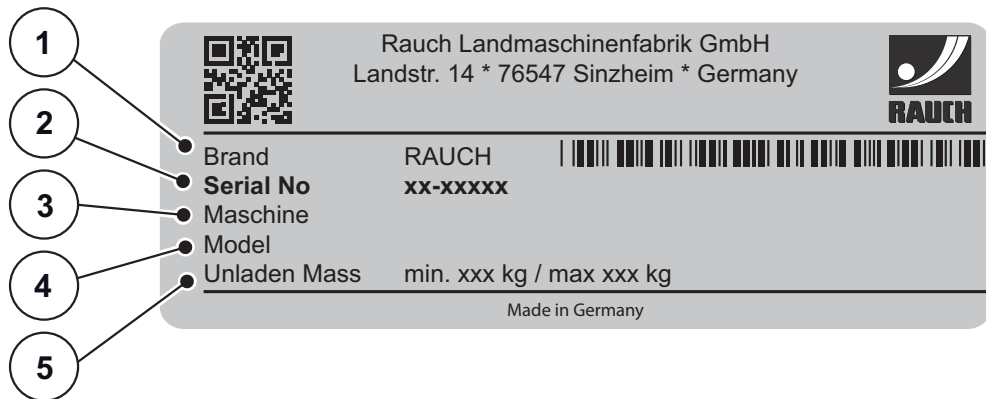 1
2
3
4
5
Rauch Landmaschinenfabrik GmbH
Landstr. 14 * 76547 Sinzheim * Germany
RAUCH
Brand RAUCH
Serial No xx-xxxxx
Maschine
Model
Unladen Mass min. xxx kg / max xxx kg
Made in Germany